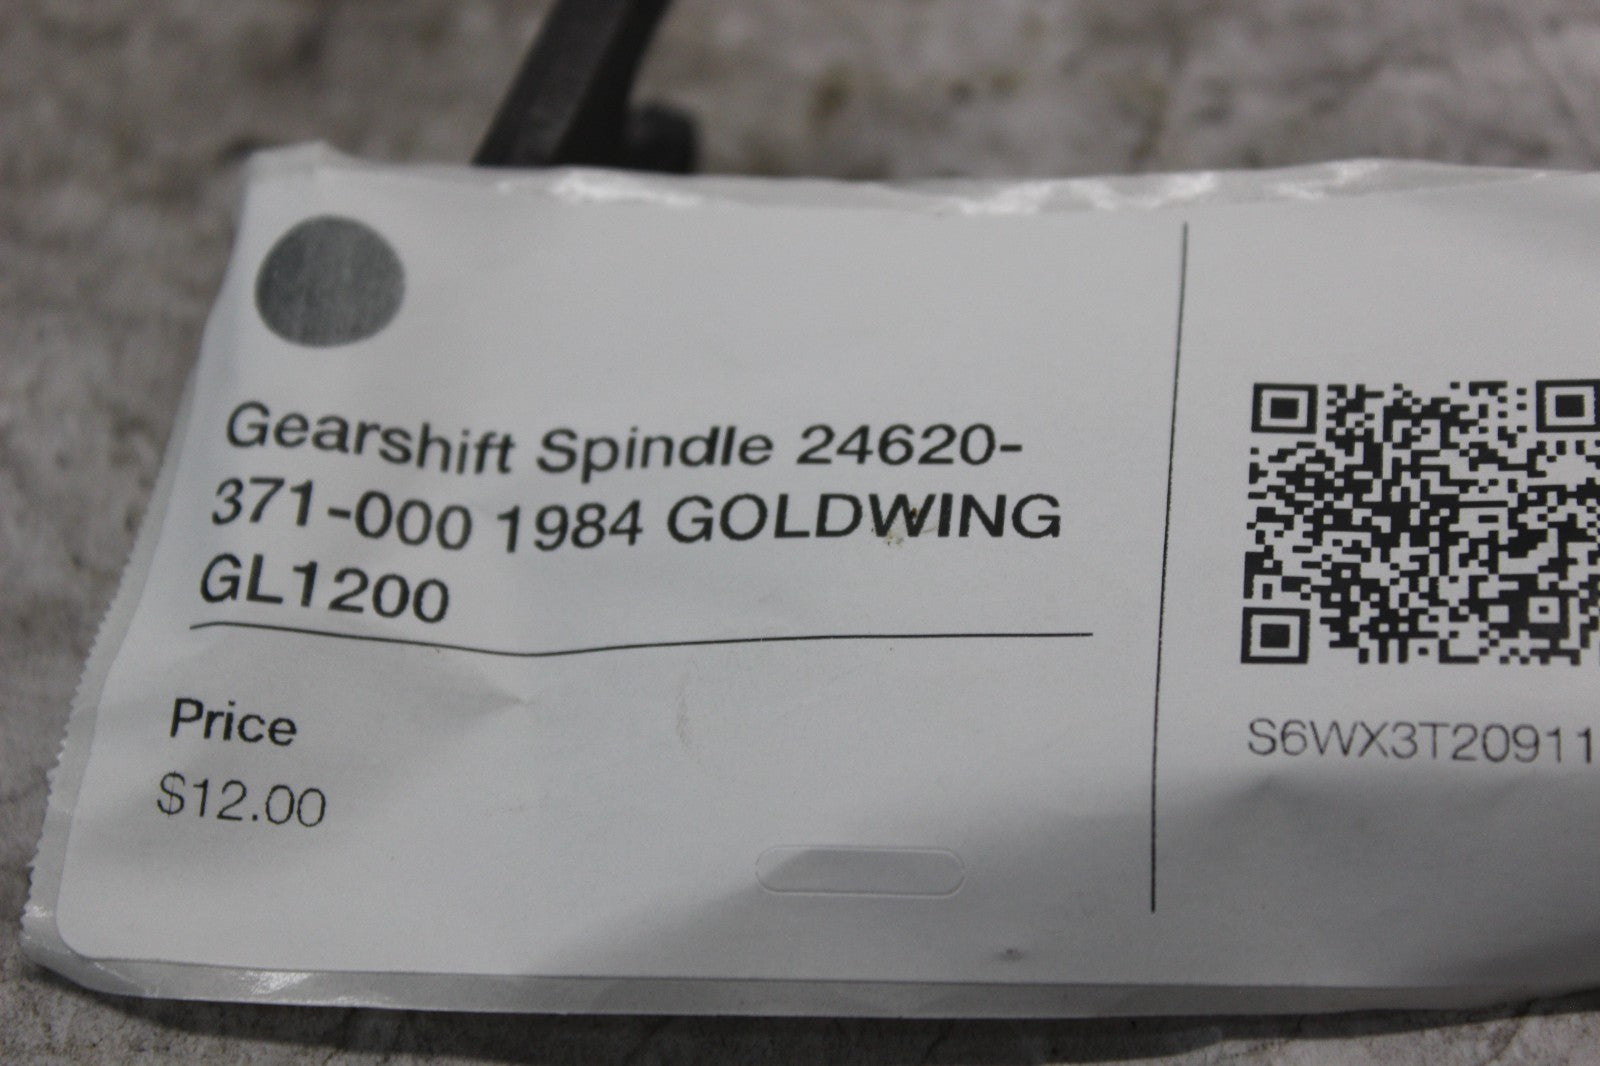 Gearshift Spindle 24620-
371-000 1984 GOLDWING
GL1200
Price
$12.00
S6WX3T20911